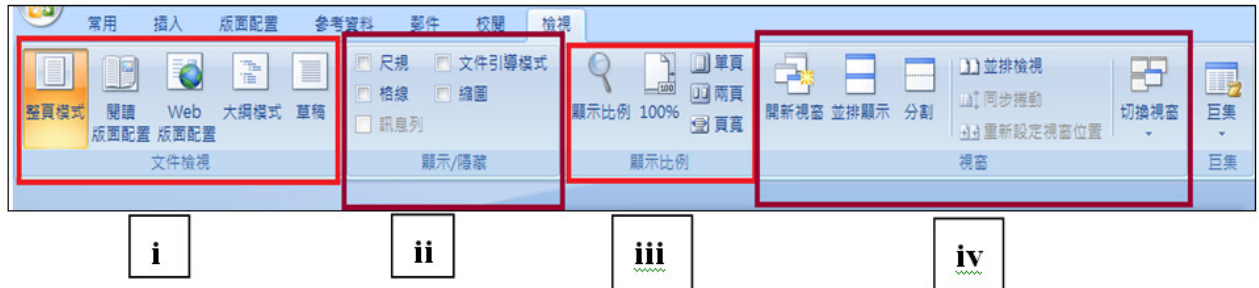 常用 插入 版面配置 參考資料 郵件 校閱 檢視
整頁模式 閱讀版面配置 Web版面配置 大綱模式 草稿
文件檢視
尺規 文件引導模式
格線 縮圖
訊息列
顯示/隱藏
顯示比例 100% 單頁
兩頁
頁寬
100
顯示比例
開新視窗 並排顯示 分割 並排檢視
同步捲動
重新設定視窗位置
切換視窗
視窗
巨集
巨集
i ii iii iv